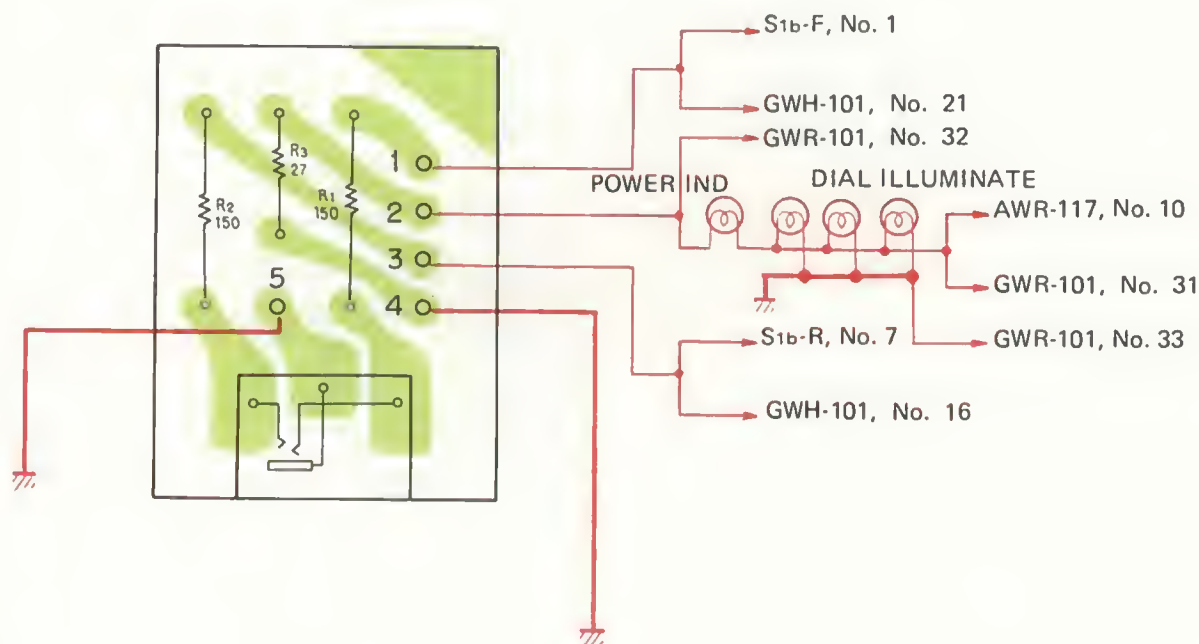 S1b-F, No. 1
GWH-101, No. 21
GWR-101, No. 32
POWER IND
DIAL ILLUMINATE
AWR-117, No. 10
GWR-101, No. 31
GWR-101, No. 33
S1b-R, No. 7
GWH-101, No. 16
R3
27
R2
150
R1
150
1
2
3
4
5